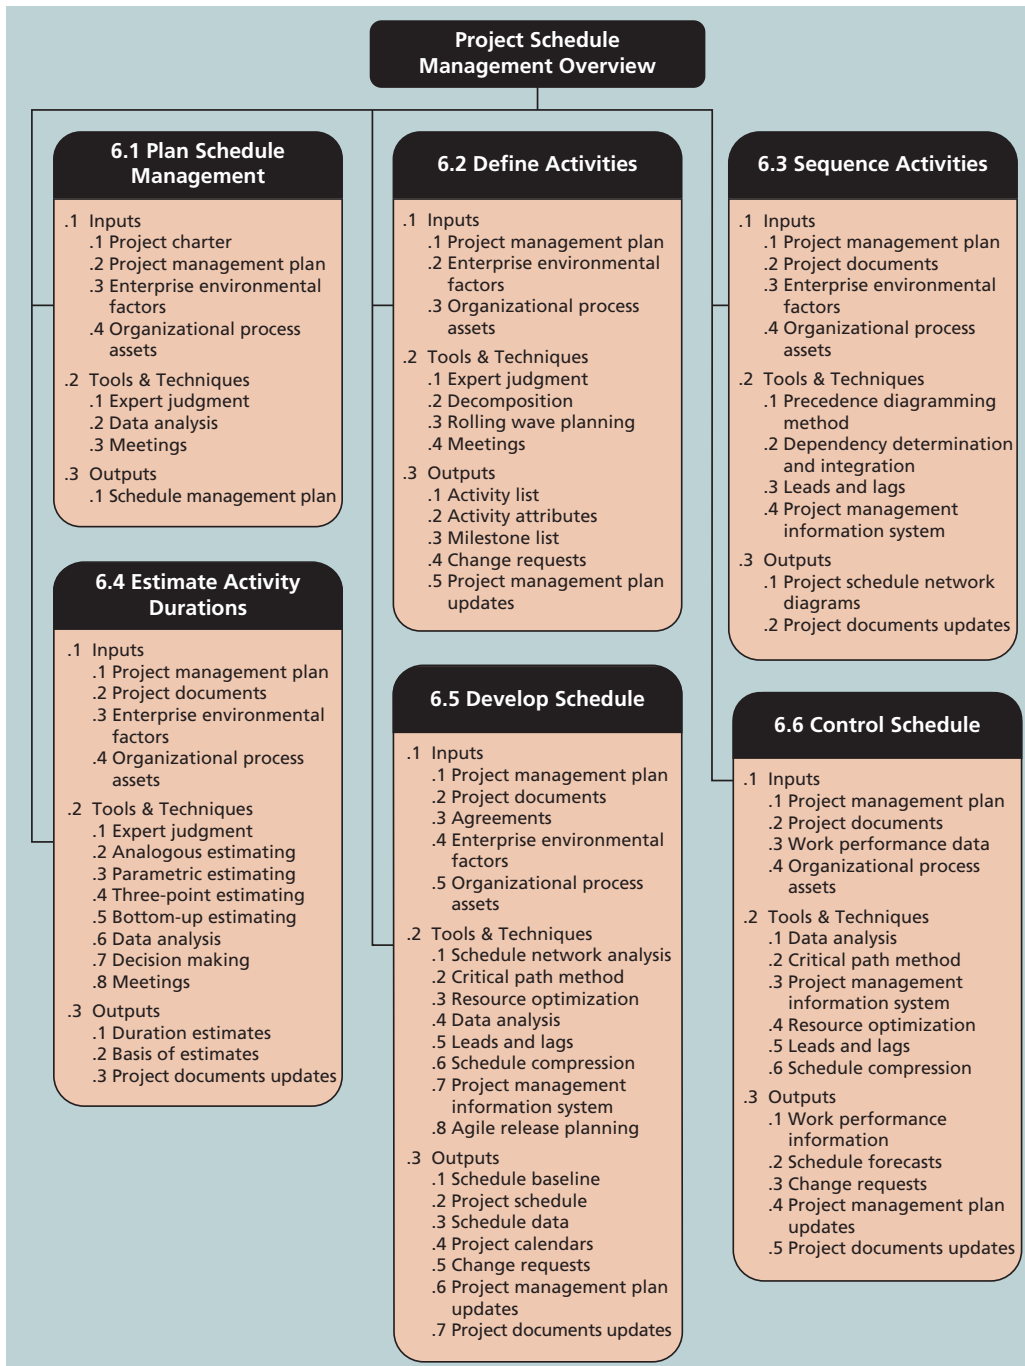 Project Schedule
Management Overview
6.1 Plan Schedule
Management
.1 Inputs
.1 Project charter
.2 Project management plan
.3 Enterprise environmental
factors
.4 Organizational process
assets
.2 Tools & Techniques
.1 Expert judgment
.2 Data analysis
.3 Meetings
.3 Outputs
.1 Schedule management plan
6.2 Define Activities
.1 Inputs
.1 Project management plan
.2 Enterprise environmental
factors
.3 Organizational process
assets
.2 Tools & Techniques
.1 Expert judgment
.2 Decomposition
.3 Rolling wave planning
.4 Meetings
.3 Outputs
.1 Activity list
.2 Activity attributes
.3 Milestone list
.4 Change requests
.5 Project management plan
updates
6.3 Sequence Activities
.1 Inputs
.1 Project management plan
.2 Project documents
.3 Enterprise environmental
factors
.4 Organizational process
assets
.2 Tools & Techniques
.1 Precedence diagramming
method
.2 Dependency determination
and integration
.3 Leads and lags
.4 Project management
information system
.3 Outputs
.1 Project schedule network
diagrams
.2 Project documents updates
6.4 Estimate Activity
Durations
.1 Inputs
.1 Project management plan
.2 Project documents
.3 Enterprise environmental
factors
.4 Organizational process
assets
.2 Tools & Techniques
.1 Expert judgment
.2 Analogous estimating
.3 Parametric estimating
.4 Three-point estimating
.5 Bottom-up estimating
.6 Data analysis
.7 Decision making
.8 Meetings
.3 Outputs
.1 Duration estimates
.2 Basis of estimates
.3 Project documents updates
6.5 Develop Schedule
.1 Inputs
.1 Project management plan
.2 Project documents
.3 Agreements
.4 Enterprise environmental
factors
.5 Organizational process
assets
.2 Tools & Techniques
.1 Schedule network analysis
.2 Critical path method
.3 Resource optimization
.4 Data analysis
.5 Leads and lags
.6 Schedule compression
.7 Project management
information system
.8 Agile release planning
.3 Outputs
.1 Schedule baseline
.2 Project schedule
.3 Schedule data
.4 Project calendars
.5 Change requests
.6 Project management plan
updates
.7 Project documents updates
6.6 Control Schedule
.1 Inputs
.1 Project management plan
.2 Project documents
.3 Work performance data
.4 Organizational process
assets
.2 Tools & Techniques
.1 Data analysis
.2 Critical path method
.3 Project management
information system
.4 Resource optimization
.5 Leads and lags
.6 Schedule compression
.3 Outputs
.1 Work performance
information
.2 Schedule forecasts
.3 Change requests
.4 Project management plan
updates
.5 Project documents updates